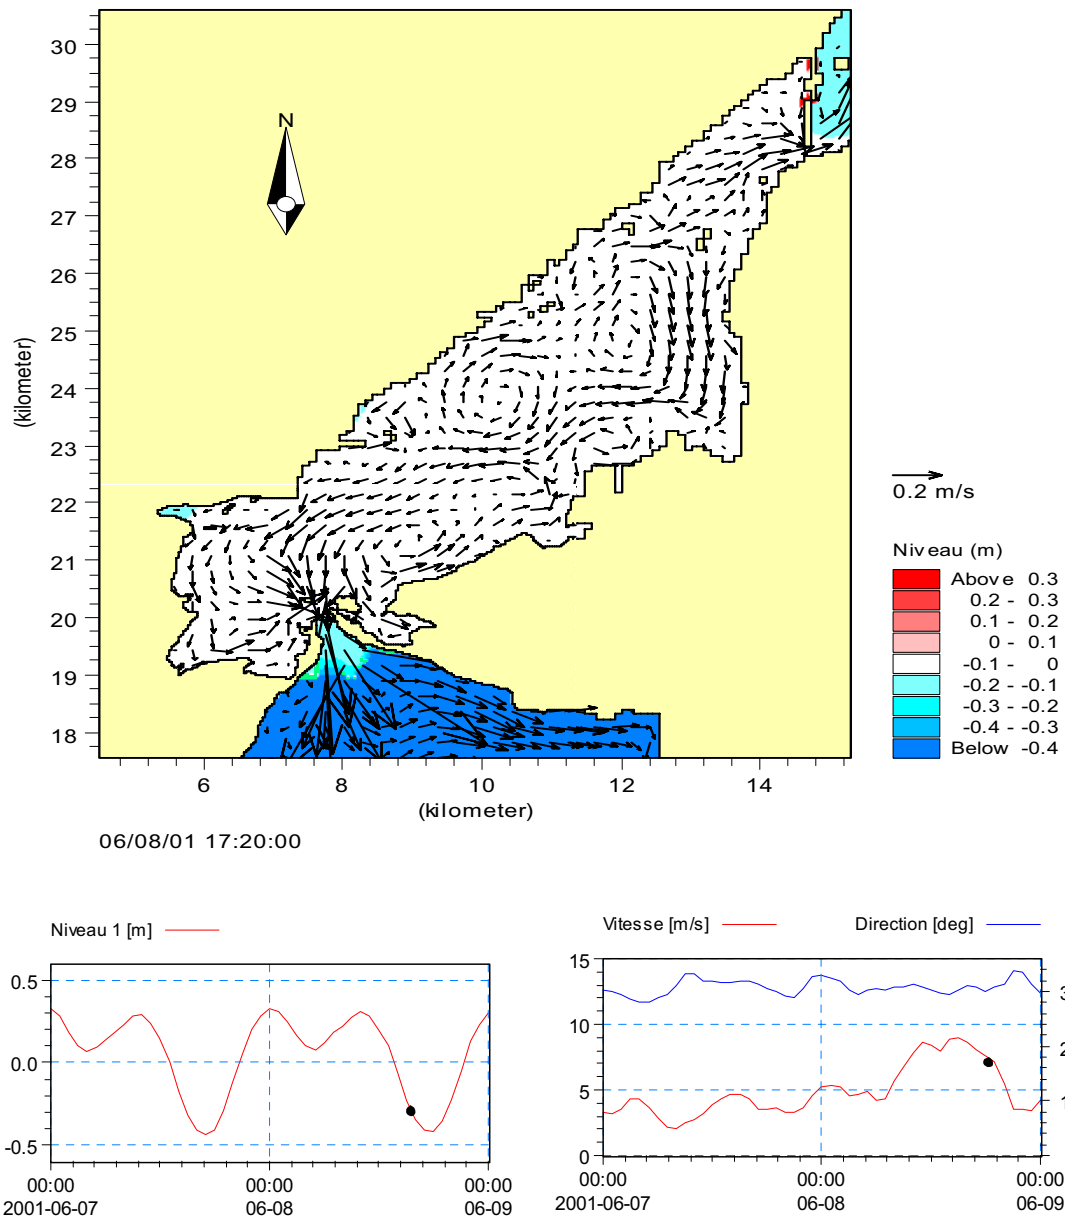 30
29
28
27
26
25
24
23
22
21
20
19
18
(kilometer)
N
6 8 10 12 14
(kilometer)
06/08/01 17:20:00
0.2 m/s
Niveau (m)
Above 0.3
0.2 - 0.3
0.1 - 0.2
0 - 0.1
-0.1 - 0
-0.2 - -0.1
-0.3 - -0.2
-0.4 - -0.3
Below -0.4
Niveau 1 [m]
0.5
0.0
-0.5
00:00 00:00 00:00
2001-06-07 06-08 06-09
Vitesse [m/s] Direction [deg]
15
10
5
0
00:00 00:00 00:00
2001-06-07 06-08 06-09